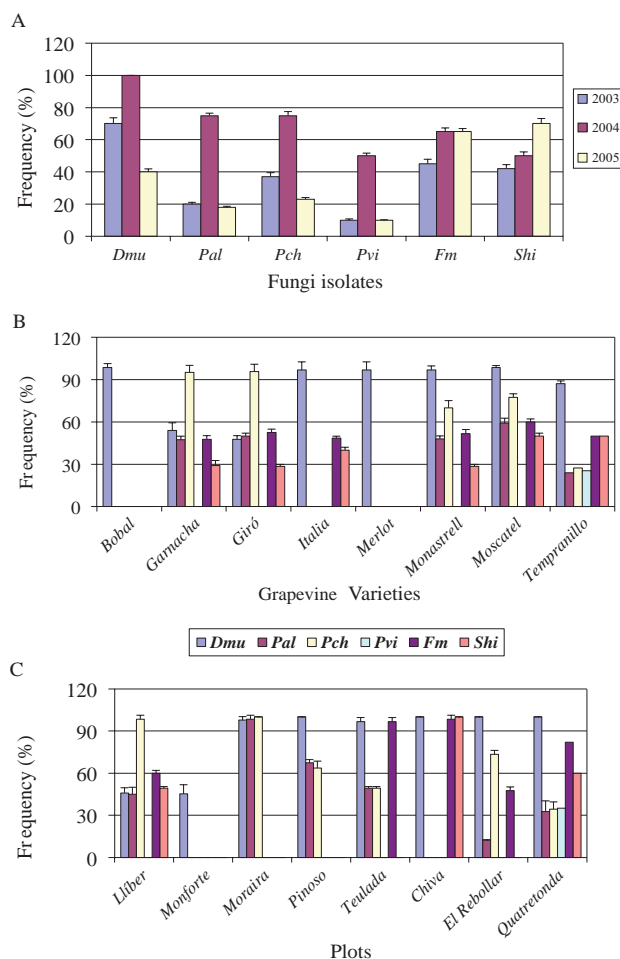 A
Frequency (%)
120
100
80
60
40
20
0
Dmu Pal Pch Pvi Fm Shi
Fungi isolates
2003
2004
2005
B
Frequency (%)
120
90
60
30
0
Bobal Garnacha Giró Italia Merlot Monastrell Moscatel Tempranillo
Grapevine Varieties
Dmu Pal Pch Pvi Fm Shi
C
Frequency (%)
120
90
60
30
0
Llíber Monforte Moraira Pinoso Teulada Chiva El Rebollar Quatretonda
Plots